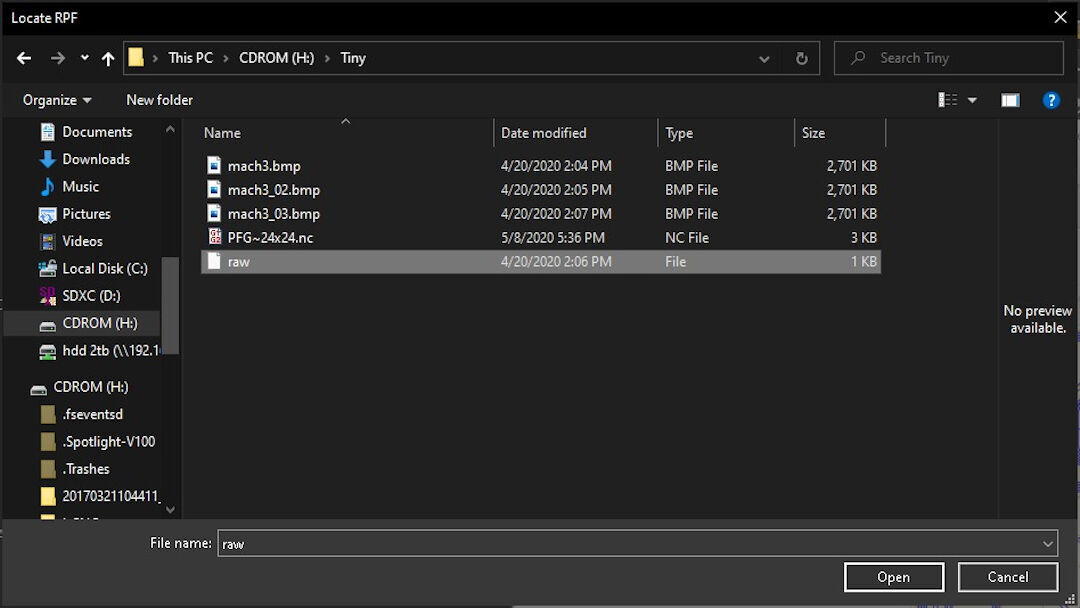 Locate RPF
This PC > CDROM (H:) > Tiny
Search Tiny
Organize
New folder
?
Documents
Downloads
Music
Pictures
Videos
Local Disk (C:)
SDXC (D:)
CDROM (H:)
hdd 2tb (\\192.1
CDROM (H:)
.fseventsd
.Spotlight-V100
.Trashes
20170321104411_
Name Date modified Type Size
mach3.bmp 4/20/2020 2:04 PM BMP File 2,701 KB
mach3_02.bmp 4/20/2020 2:05 PM BMP File 2,701 KB
mach3_03.bmp 4/20/2020 2:07 PM BMP File 2,701 KB
PFG~24x24.nc 5/8/2020 5:36 PM NC File 3 KB
raw 4/20/2020 2:06 PM File 1 KB
No preview
available.
File name: raw
Open
Cancel